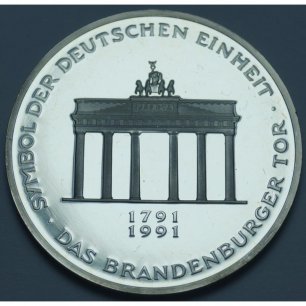 SYMBOL DER DEUTSCHEN EINHEIT ·
DAS BRANDENBURGER TOR ·
1791
1991